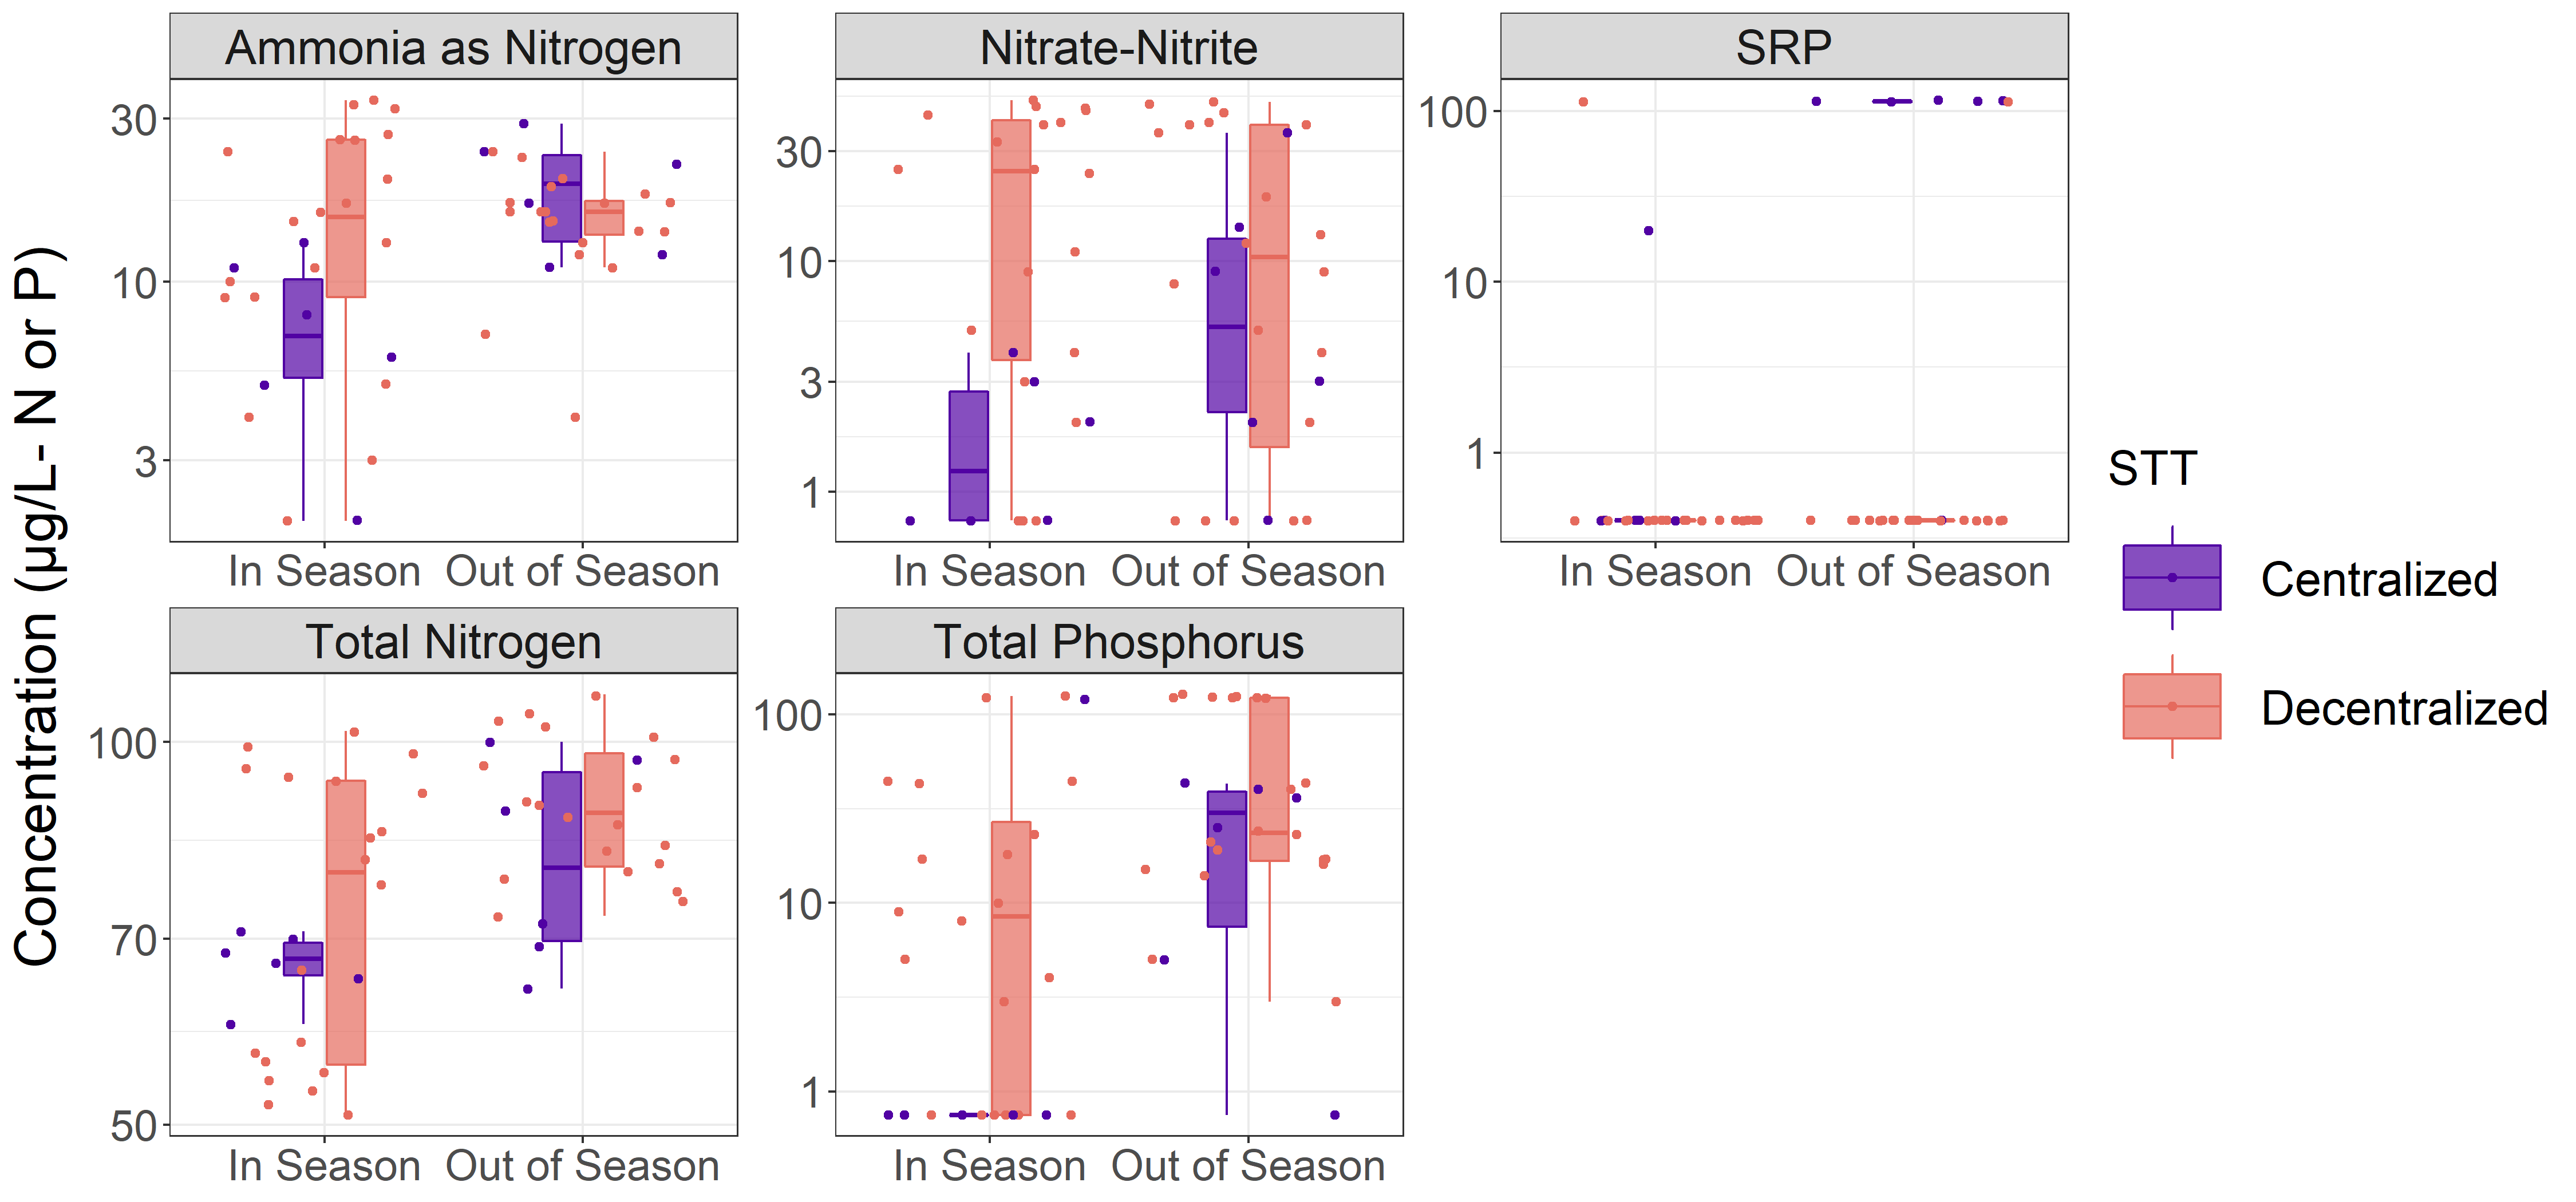 Concentration (µg/L- N or P)
Ammonia as Nitrogen
30
10
3
In Season
Out of Season
Nitrate-Nitrite
30
10
3
1
In Season
Out of Season
SRP
100
10
1
In Season
Out of Season
Total Nitrogen
100
70
50
In Season
Out of Season
Total Phosphorus
100
10
1
In Season
Out of Season
STT
Centralized
Decentralized